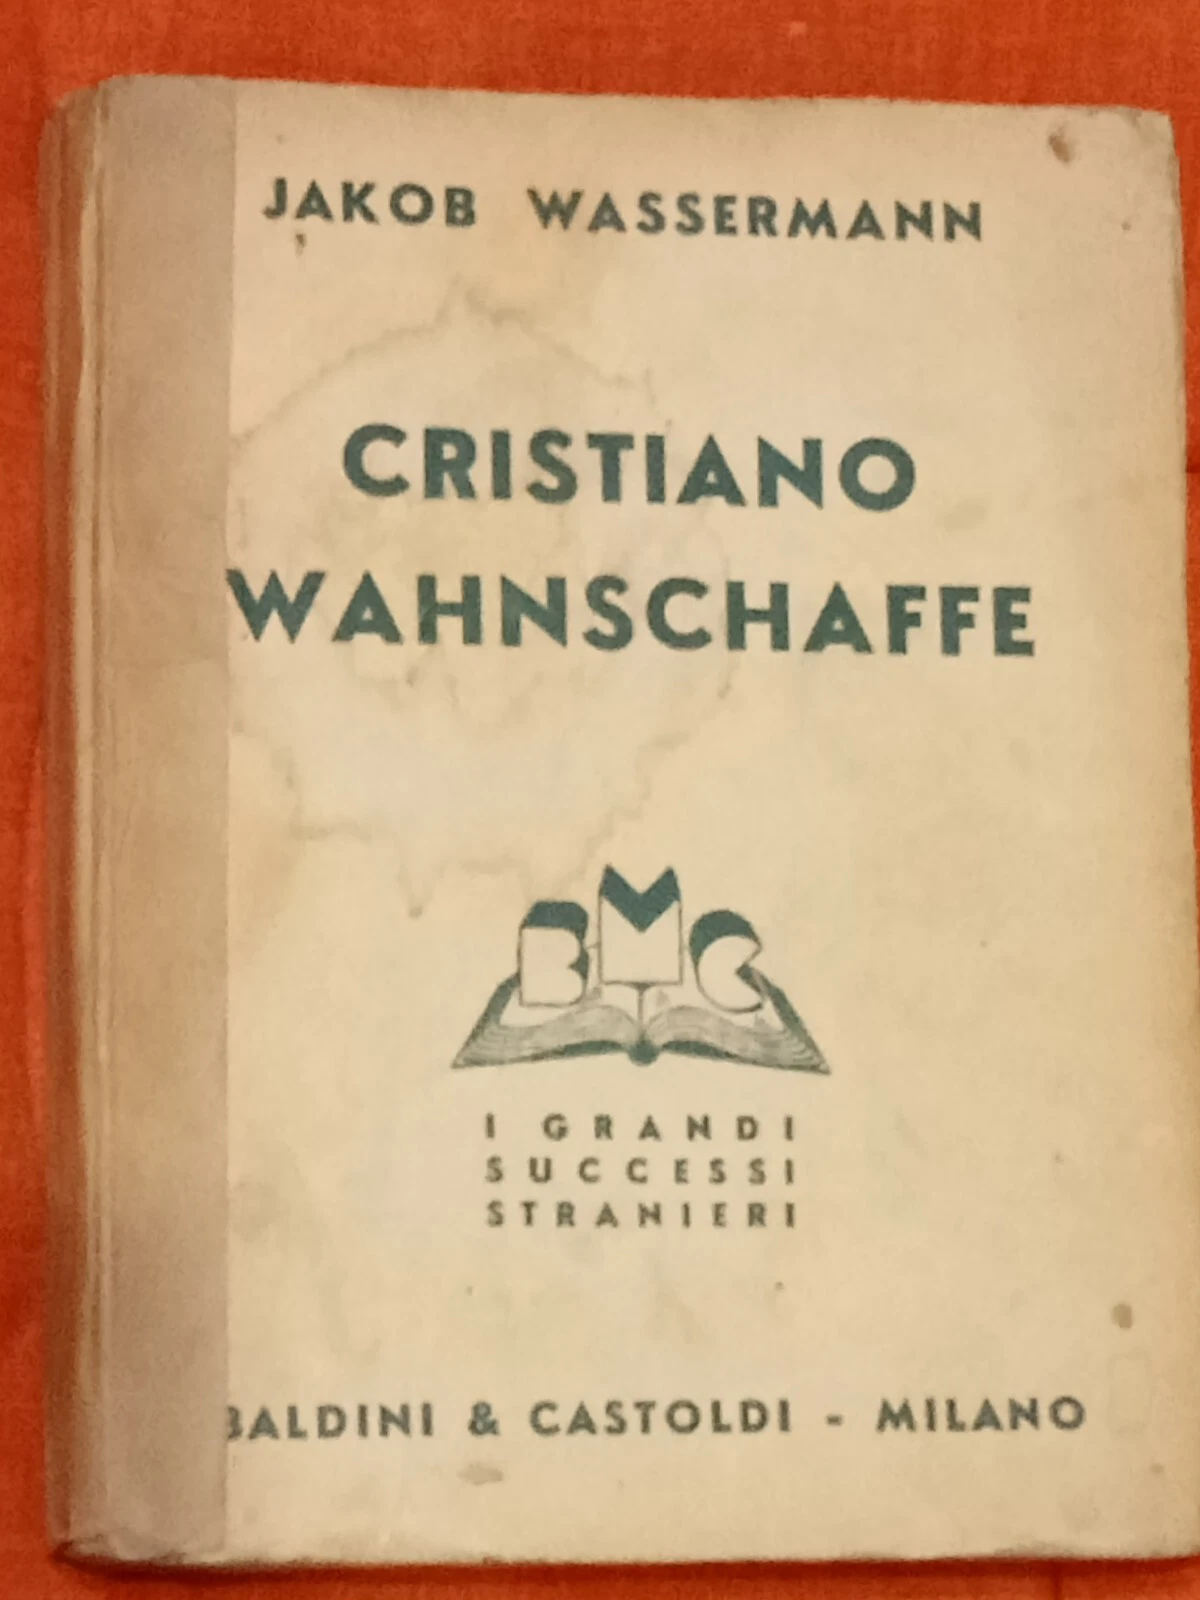 JAKOB WASSERMANN
CRISTIANO
WAHNSCHAFFE
BMC
I GRANDI
SUCCESSI
STRANIERI
BALDINI & CASTOLDI - MILANO